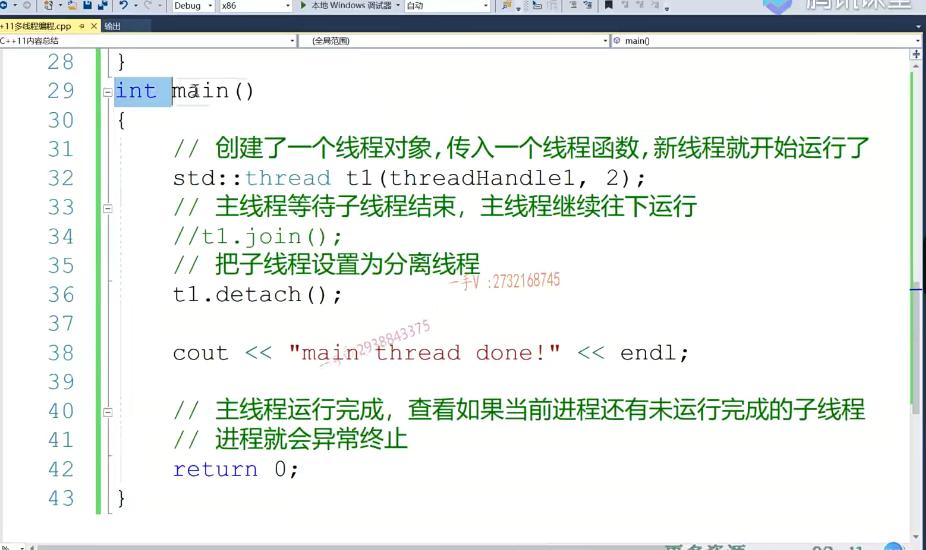 Debug x86 本地 Windows 调试器 自动
腾讯课堂
+11多线程编程.cpp 输出
C++11内容总结 (全局范围) main()
28 }
29 int main()
30 {
31 // 创建了一个线程对象,传入一个线程函数,新线程就开始运行了
32 std::thread t1(threadHandle1, 2);
33 // 主线程等待子线程结束，主线程继续往下运行
34 //t1.join();
35 // 把子线程设置为分离线程
一手V :2732168745
36 t1.detach();
37
2938843375
38 cout << "main thread done!" << endl;
39
40 // 主线程运行完成，查看如果当前进程还有未运行完成的子线程
41 // 进程就会异常终止
42 return 0;
43 }